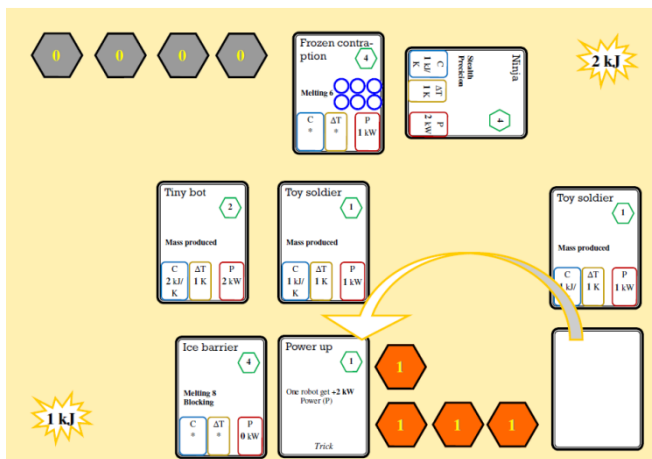 0 0 0 0
Frozen contra-
ption
4
Melting 6
C
*
ΔT
*
P
1 kW
Ninja
4
Stealth
Precision
C
1 kJ/
K
ΔT
1 K
P
2 kW
2 kJ
Tiny bot
2
Mass produced
C
2 kJ/
K
ΔT
1 K
P
2 kW
Toy soldier
1
Mass produced
C
1 kJ/
K
ΔT
1 K
P
1 kW
Toy soldier
1
Mass produced
C
kJ/
K
ΔT
1 K
P
1 kW
1 kJ
Ice barrier
4
Melting 8
Blocking
C
*
ΔT
*
P
0 kW
Power up
1
One robot get +2 kW
Power (P)
Trick
1
1 1 1